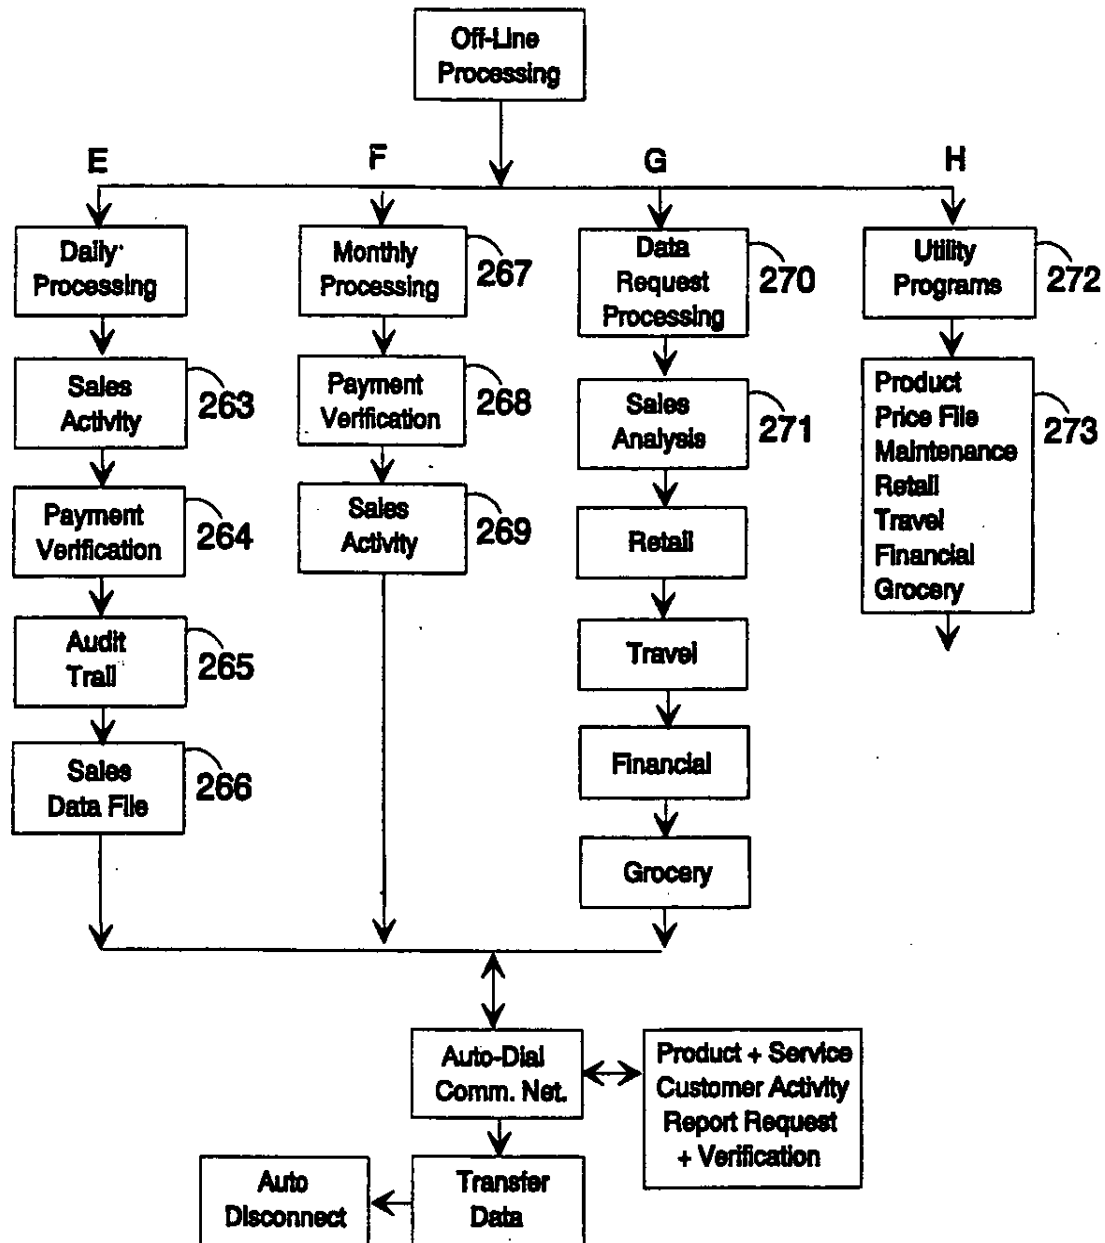 Off-Line
Processing
E
F
G
H
Daily
Processing
Sales
Activity
263
Payment
Verification
264
Audit
Trail
265
Sales
Data File
266
Monthly
Processing
267
Payment
Verification
268
Sales
Activity
269
Data
Request
Processing
270
Sales
Analysis
271
Retail
Travel
Financial
Grocery
Utility
Programs
272
Product
Price File
Maintenance
Retail
Travel
Financial
Grocery
273
Auto-Dial
Comm. Net.
Product + Service
Customer Activity
Report Request
+ Verification
Transfer
Data
Auto
Disconnect